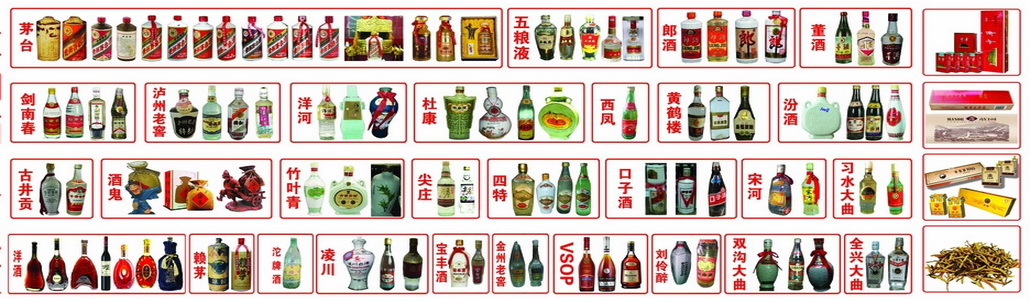 茅台
五粮液
郎酒
董酒
剑南春
泸州老窖
洋河
杜康
西凤
黄鹤楼
汾酒
古井贡
酒鬼
竹叶青
尖庄
四特
口子酒
宋河
习水大曲
洋酒
赖茅
沱牌酒
凌川
宝丰酒
金州老窖
VSOP
刘伶醉
双沟大曲
全兴大曲